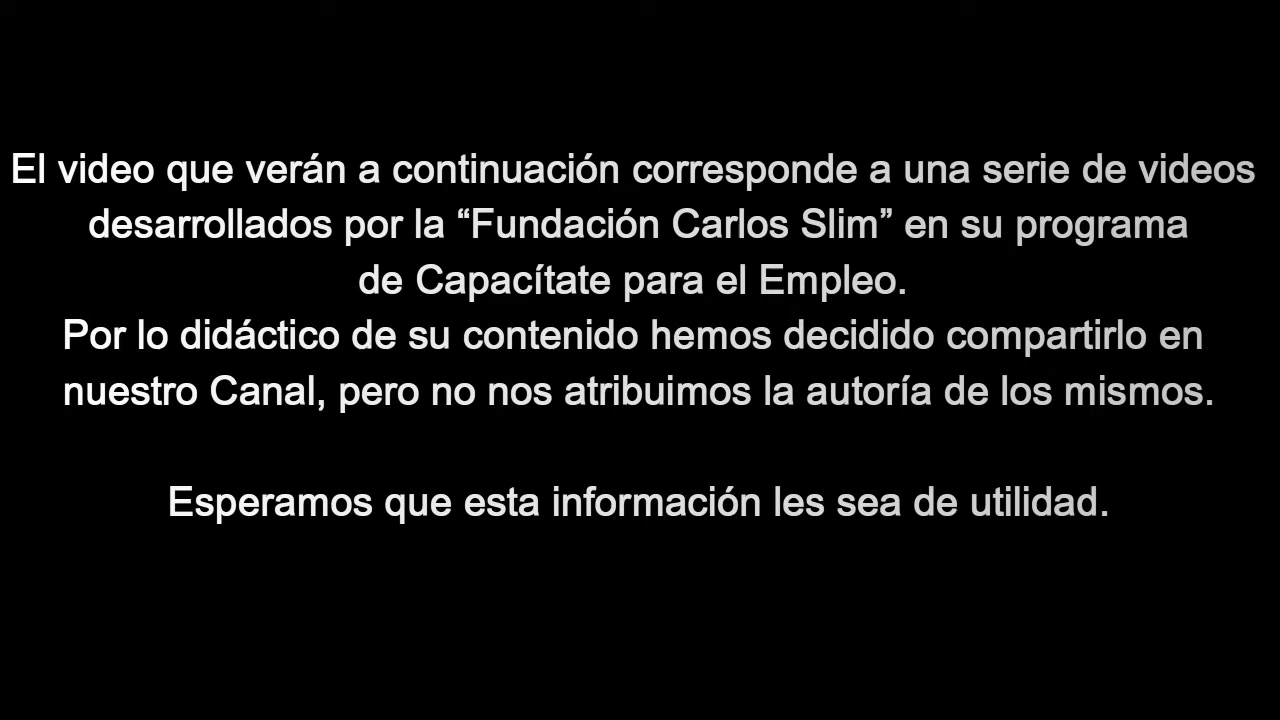 El video que verán a continuación corresponde a una serie de videos
desarrollados por la “Fundación Carlos Slim” en su programa
de Capacítate para el Empleo.
Por lo didáctico de su contenido hemos decidido compartirlo en
nuestro Canal, pero no nos atribuimos la autoría de los mismos.
Esperamos que esta información les sea de utilidad.